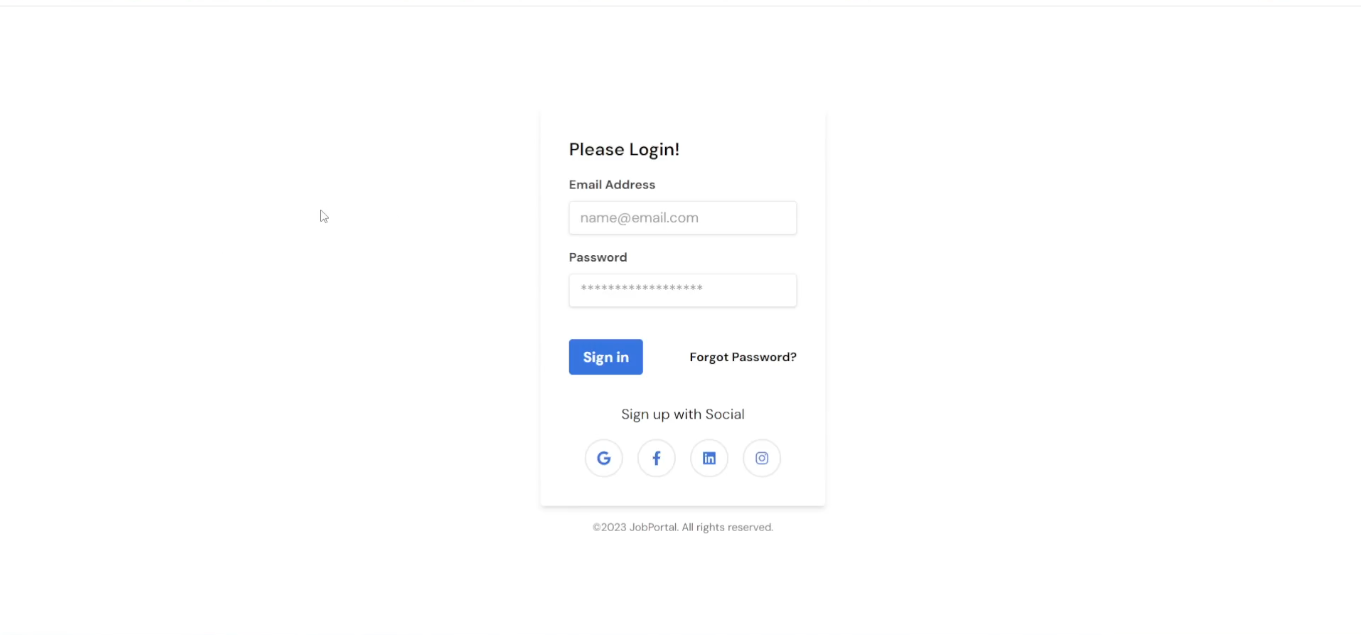 Please Login!
Email Address
name@email.com
Password
******************
Sign in
Forgot Password?
Sign up with Social
©2023 JobPortal. All rights reserved.